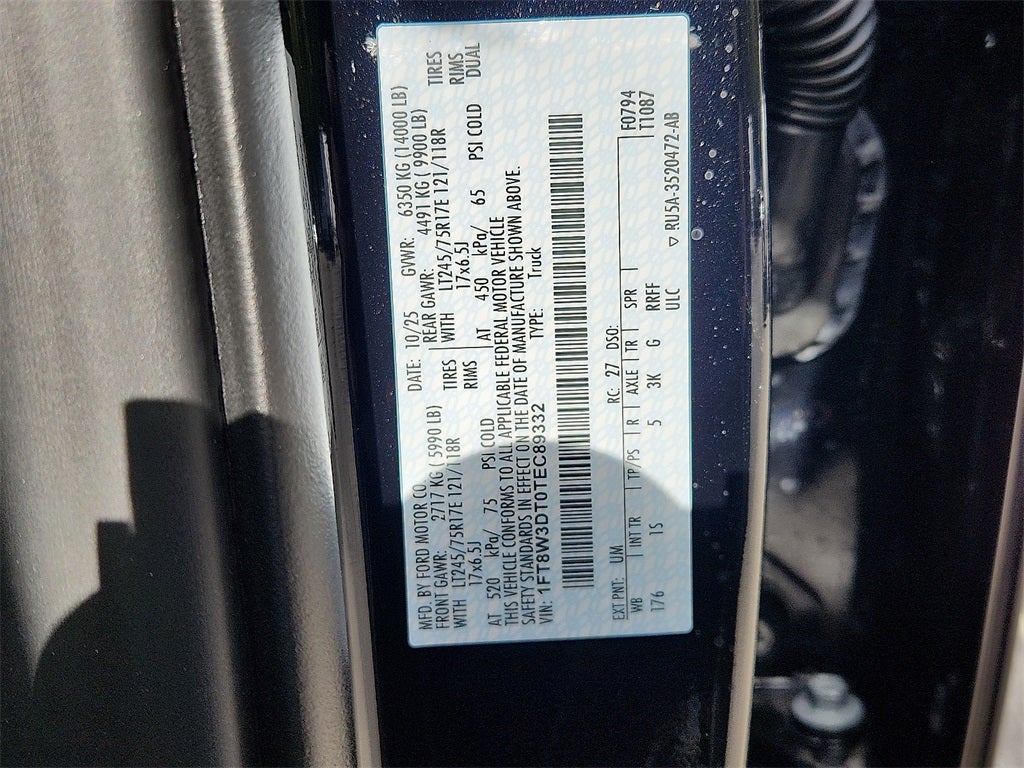 MFD. BY FORD MOTOR CO. DATE: 10/25 GVWR: 6350 KG (14000 LB)
FRONT GAWR: 2717 KG ( 5990 LB) REAR GAWR: 4491 KG ( 9900 LB)
WITH LT245/75R17E 121/118R TIRES WITH LT245/75R17E 121/118R TIRES
17x6.5J RIMS 17x6.5J RIMS
AT 520 kPa/ 75 PSI COLD AT 450 kPa/ 65 PSI COLD DUAL
THIS VEHICLE CONFORMS TO ALL APPLICABLE FEDERAL MOTOR VEHICLE
SAFETY STANDARDS IN EFFECT ON THE DATE OF MANUFACTURE SHOWN ABOVE.
VIN: 1FT8W3DT0TEC89332 TYPE: Truck
EXT PNT: UM RC: 27 DSO: F0794
WB INT TR TP/PS R AXLE TR SPR T1087
176 1S 5 3K G RRFF
ULC ▽ RU5A-3520472-AB